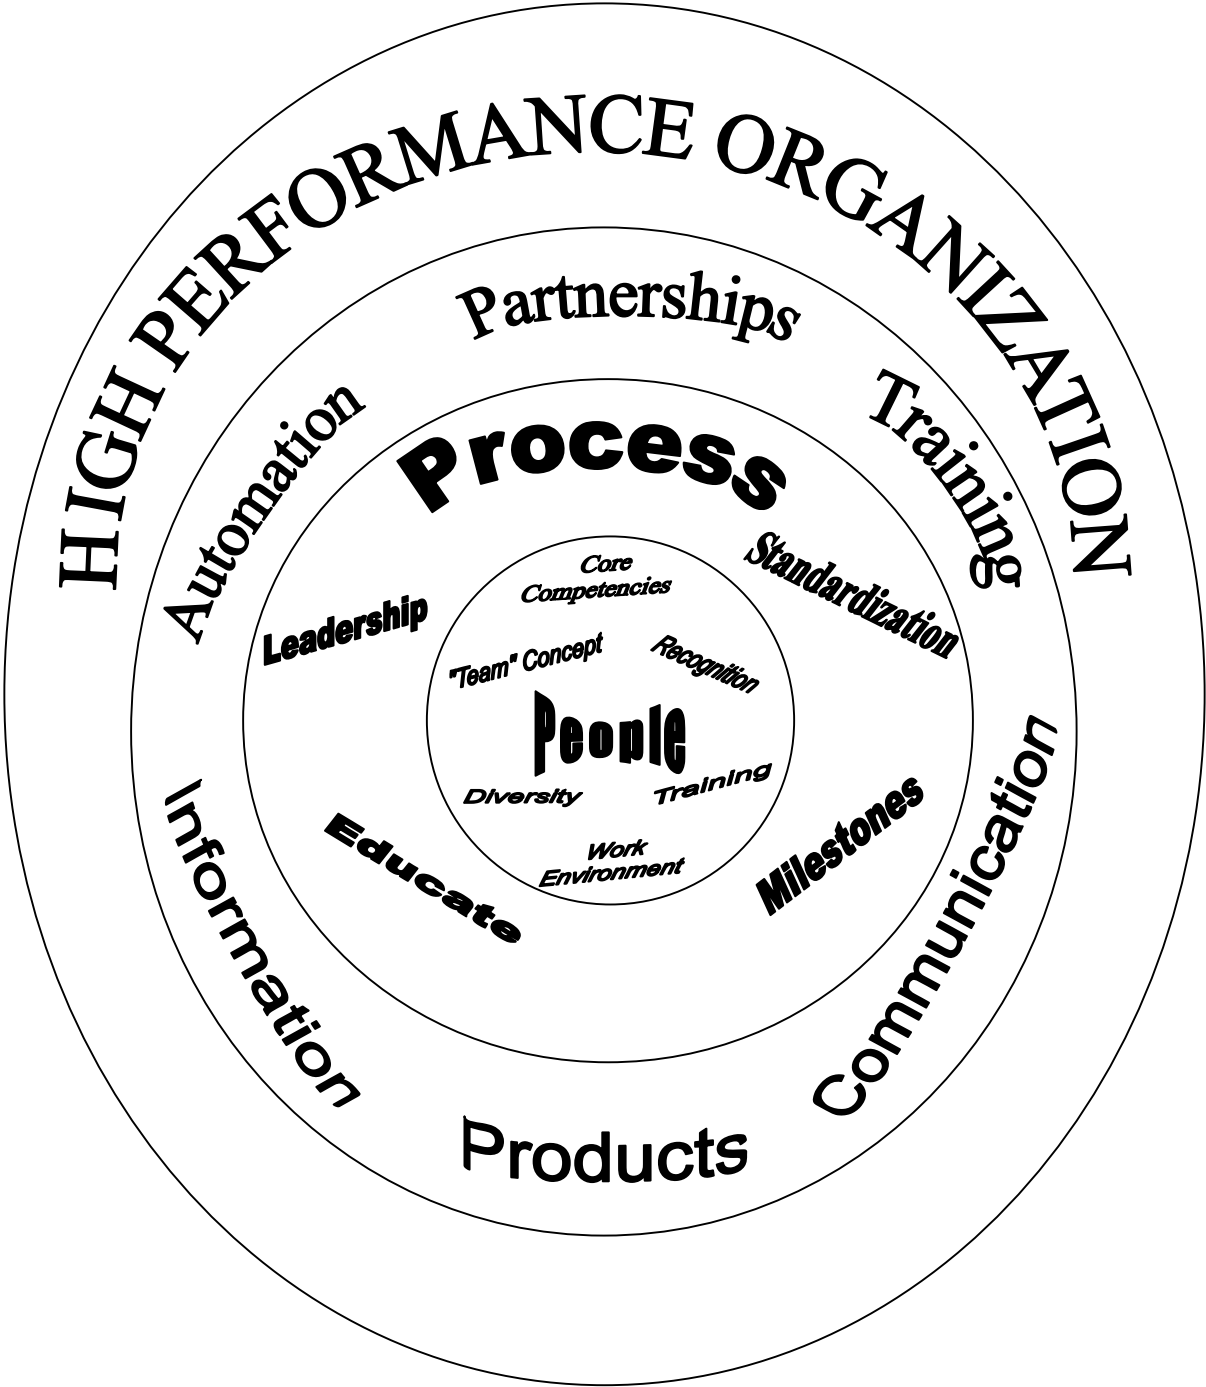 HIGH PERFORMANCE ORGANIZATION
Partnerships
Automation
Training
Process
Leadership
Standardization
Core
Competencies
"Team" Concept
Recognition
People
Diversity
Training
Work
Environment
Educate
Milestones
Information
Communication
Products